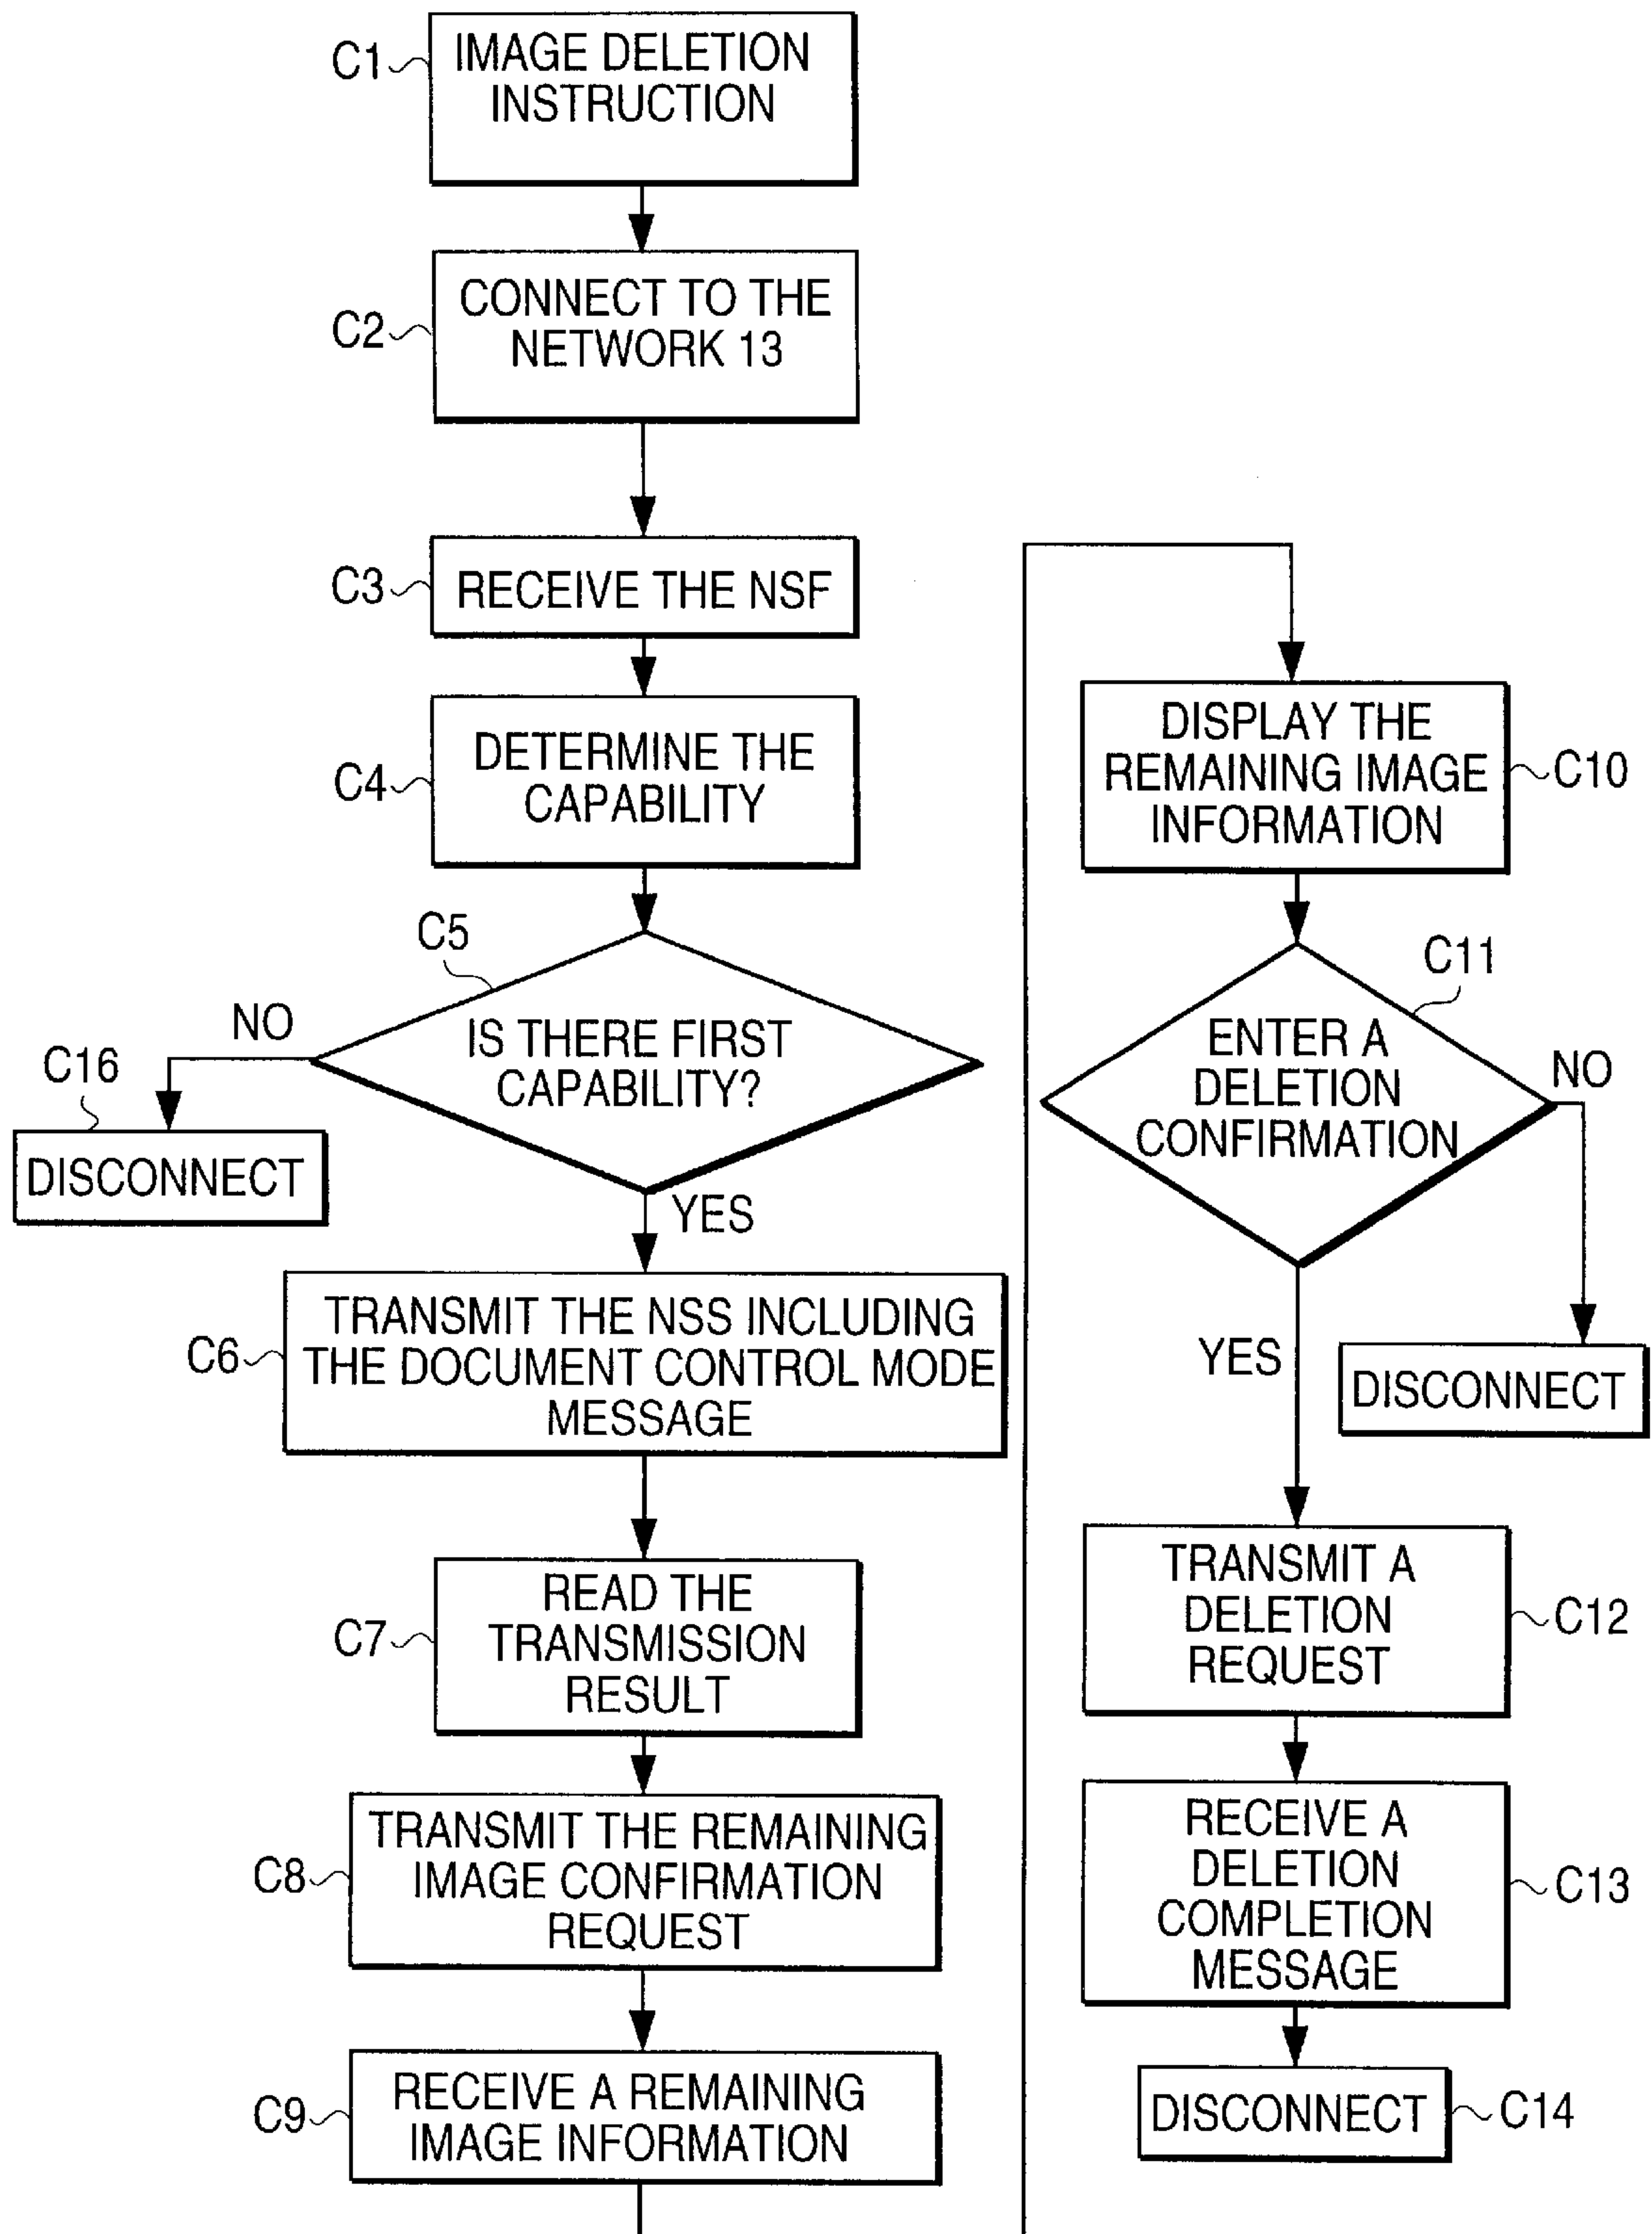 C1
IMAGE DELETION
INSTRUCTION
C2
CONNECT TO THE
NETWORK 13
C3
RECEIVE THE NSF
C4
DETERMINE THE
CAPABILITY
C5
IS THERE FIRST
CAPABILITY?
NO
C16
DISCONNECT
YES
C6
TRANSMIT THE NSS INCLUDING
THE DOCUMENT CONTROL MODE
MESSAGE
C7
READ THE
TRANSMISSION
RESULT
C8
TRANSMIT THE REMAINING
IMAGE CONFIRMATION
REQUEST
C9
RECEIVE A REMAINING
IMAGE INFORMATION
DISPLAY THE
REMAINING IMAGE
INFORMATION
C10
C11
ENTER A
DELETION
CONFIRMATION
NO
DISCONNECT
YES
TRANSMIT A
DELETION
REQUEST
C12
RECEIVE A
DELETION
COMPLETION
MESSAGE
C13
DISCONNECT
C14